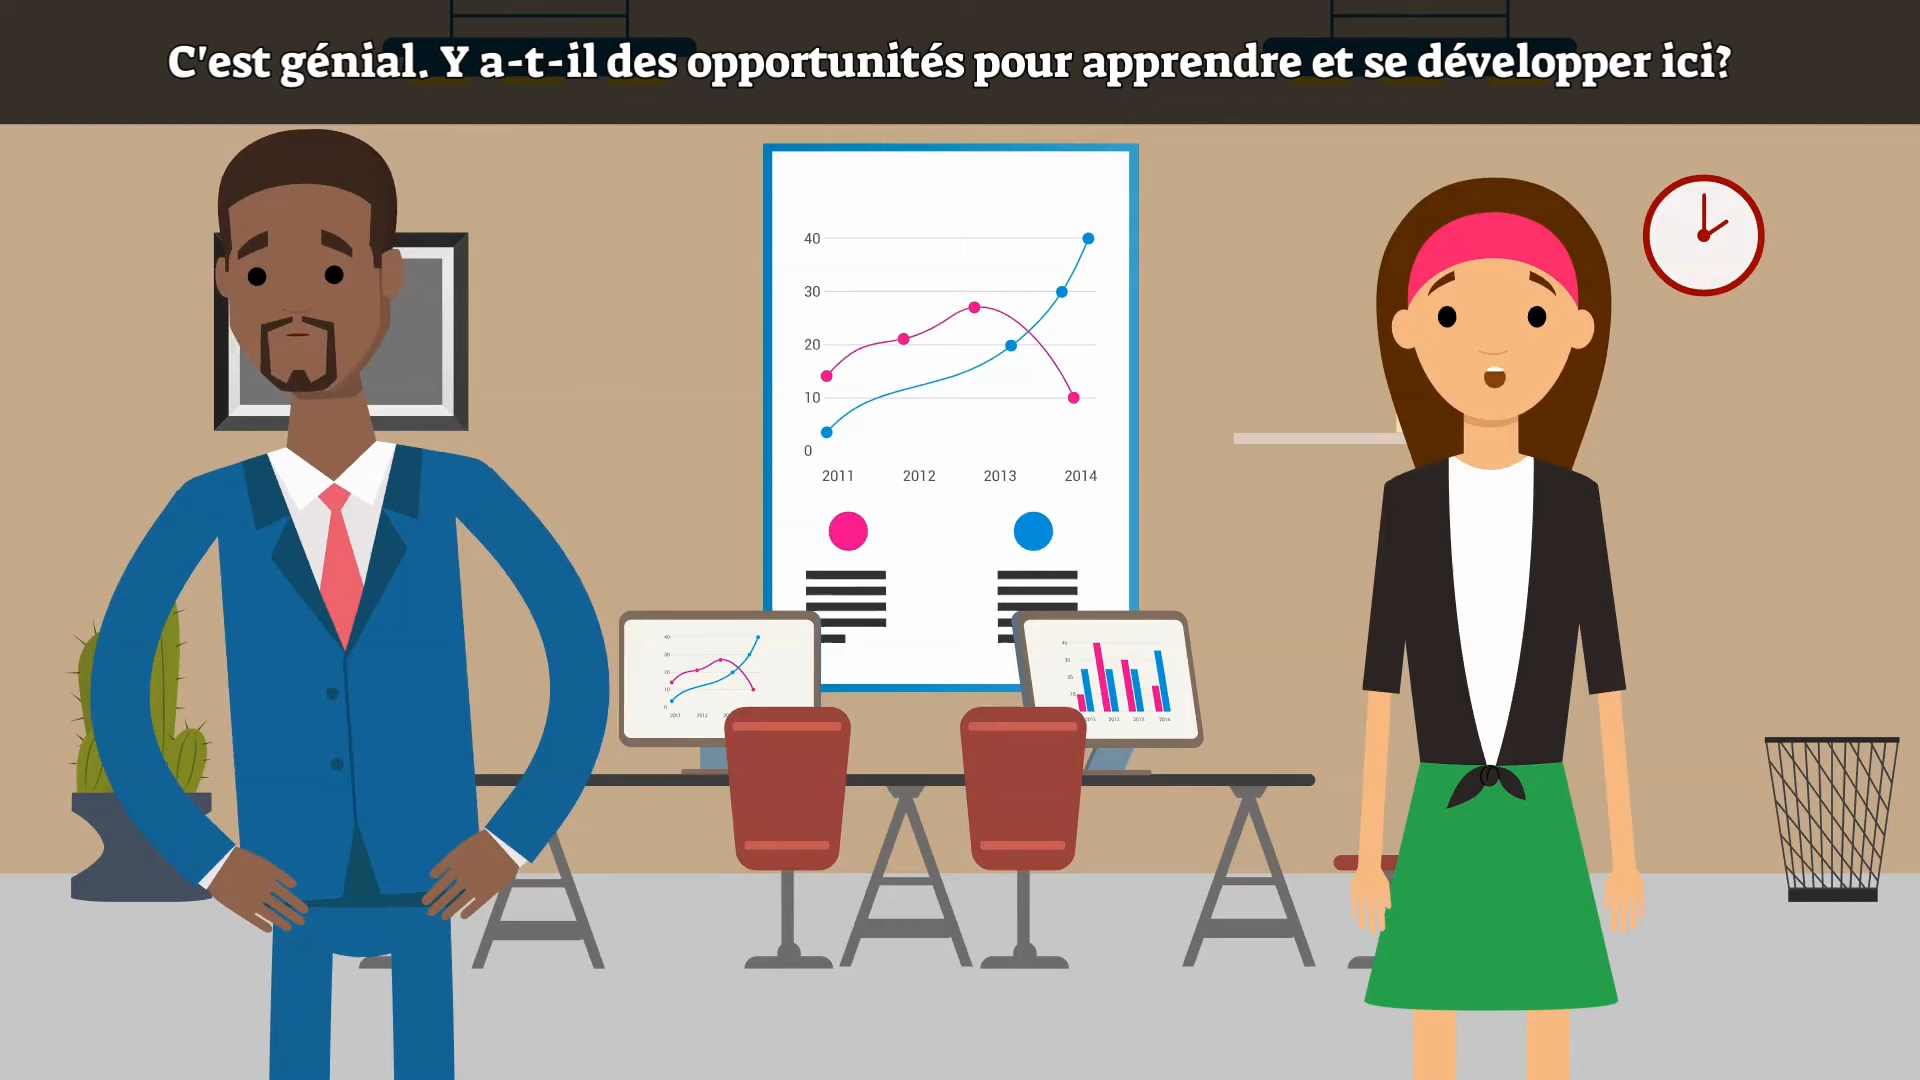 C'est génial. Y a-t-il des opportunités pour apprendre et se développer ici?
40
30
20
10
0
2011 2012 2013 2014